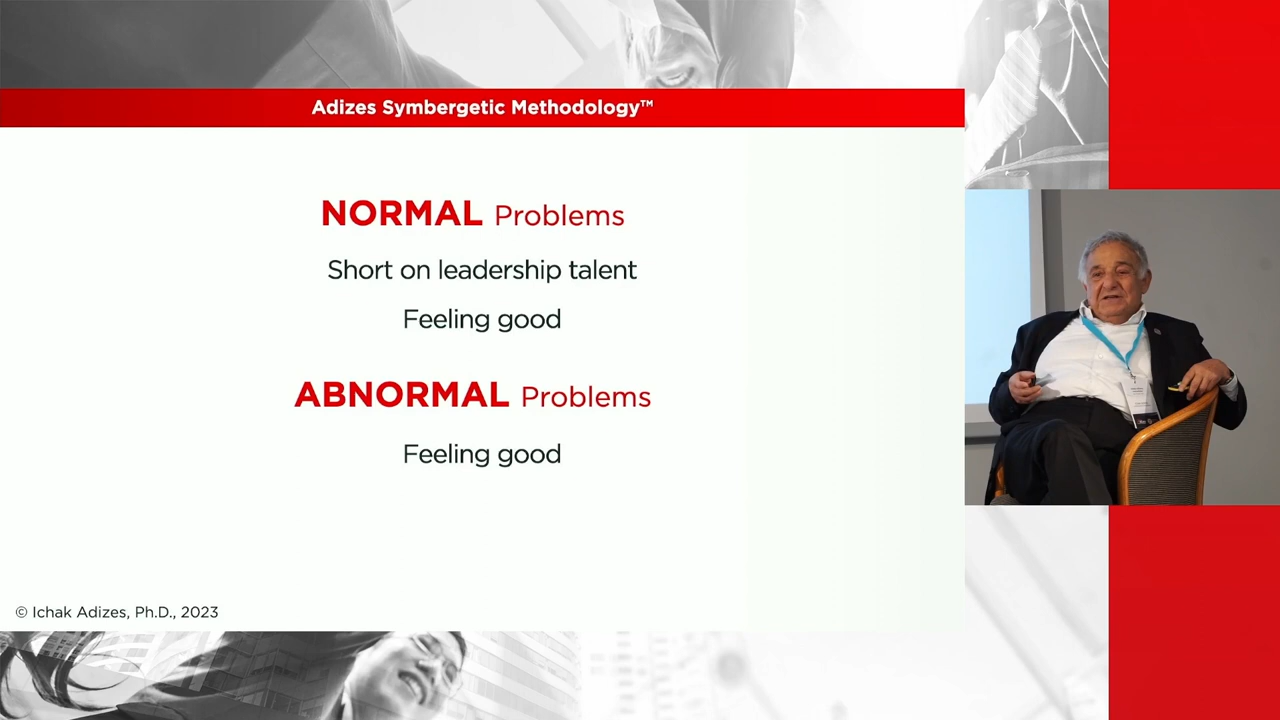 Adizes Symbergetic Methodology™
NORMAL Problems
Short on leadership talent
Feeling good
ABNORMAL Problems
Feeling good
© Ichak Adizes, Ph.D., 2023